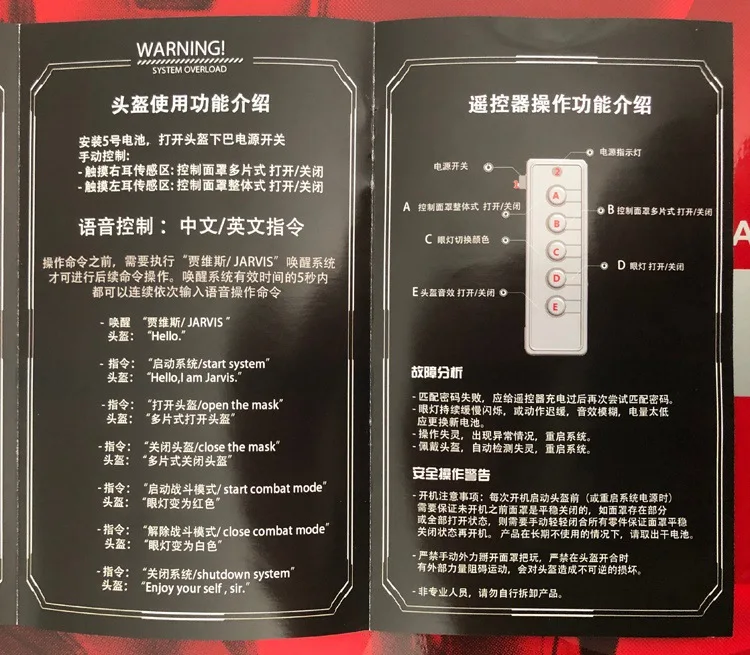 WARNING!
SYSTEM OVERLOAD
头盔使用功能介绍
安装5号电池，打开头盔下巴电源开关
手动控制：
- 触摸右耳传感区: 控制面罩多片式 打开/关闭
- 触摸左耳传感区: 控制面罩整体式 打开/关闭
语音控制：中文/英文指令
操作命令之前，需要执行 “贾维斯/ JARVIS” 唤醒系统
才可进行后续命令操作。唤醒系统有效时间的5秒内
都可以连续依次输入语音操作命令
- 唤醒 “贾维斯/ JARVIS ”
头盔： “Hello.”
- 指令： “启动系统/start system”
头盔： “Hello,I am Jarvis.”
- 指令： “打开头盔/open the mask”
头盔： “多片式打开头盔”
- 指令： “关闭头盔/close the mask”
头盔： “多片式关闭头盔”
- 指令： “启动战斗模式/ start combat mode”
头盔： “眼灯变为红色”
- 指令： “解除战斗模式/ close combat mode”
头盔： “眼灯变为白色”
- 指令： “关闭系统/shutdown system”
头盔： “Enjoy your self , sir.”
遥控器操作功能介绍
电源指示灯
电源开关
1
2
A 控制面罩整体式 打开/关闭
B 控制面罩多片式 打开/关闭
C 眼灯切换颜色
D 眼灯 打开/关闭
E 头盔音效 打开/关闭
A
B
C
D
E
故障分析
- 匹配密码失败，应给遥控器充电过后再次尝试匹配密码。
- 眼灯持续缓慢闪烁，或动作迟缓，音效模糊，电量太低
应更换新电池。
- 操作失灵，出现异常情况，重启系统。
- 佩戴头盔，自动检测失灵，重启系统。
安全操作警告
- 开机注意事项：每次开机启动头盔前（或重启系统电源时）
需要保证未开机之前面罩是平稳关闭的，如面罩存在部分
或全部打开状态，则需要手动轻轻闭合所有零件保证面罩平稳
关闭状态再开机。 产品在长期不使用的情况下，请取出干电池。
- 严禁手动外力掰开面罩把玩，严禁在头盔开合时
有外部力量阻碍运动，会对头盔造成不可逆的损坏。
- 非专业人员，请勿自行拆卸产品。
A